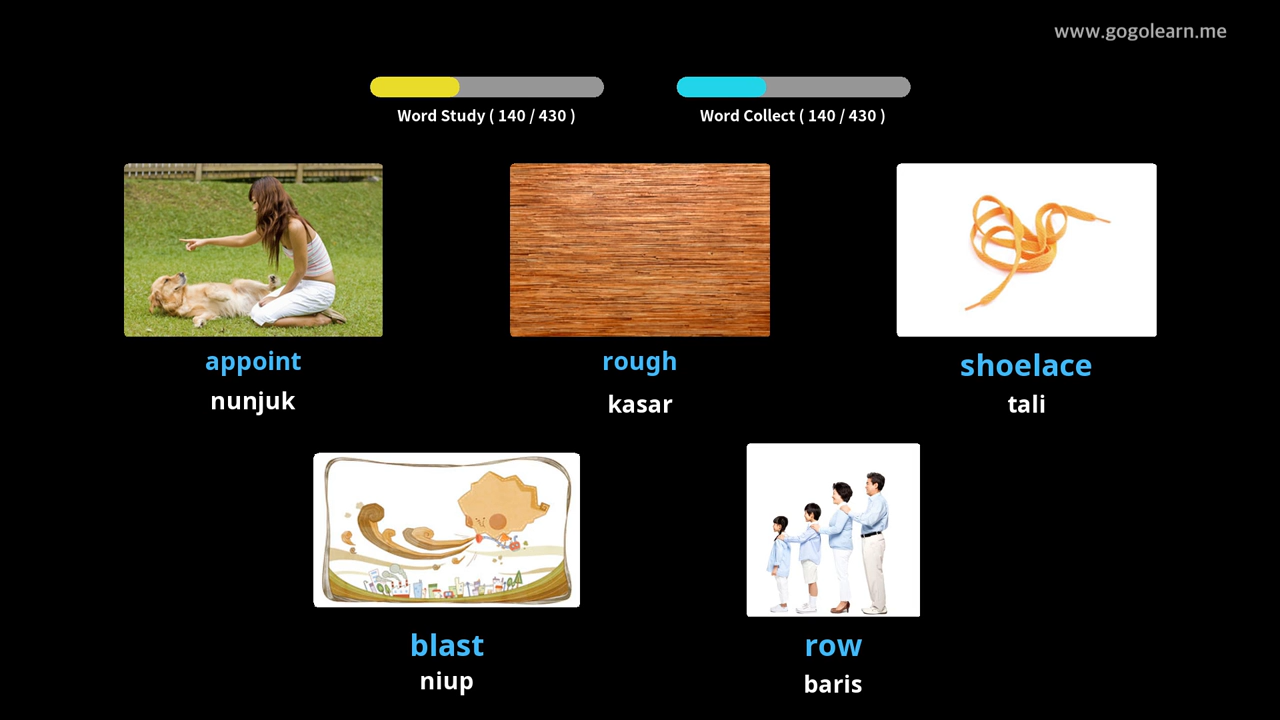 www.gogolearn.me
Word Study ( 140 / 430 )
Word Collect ( 140 / 430 )
appoint
nunjuk
rough
kasar
shoelace
tali
blast
niup
row
baris